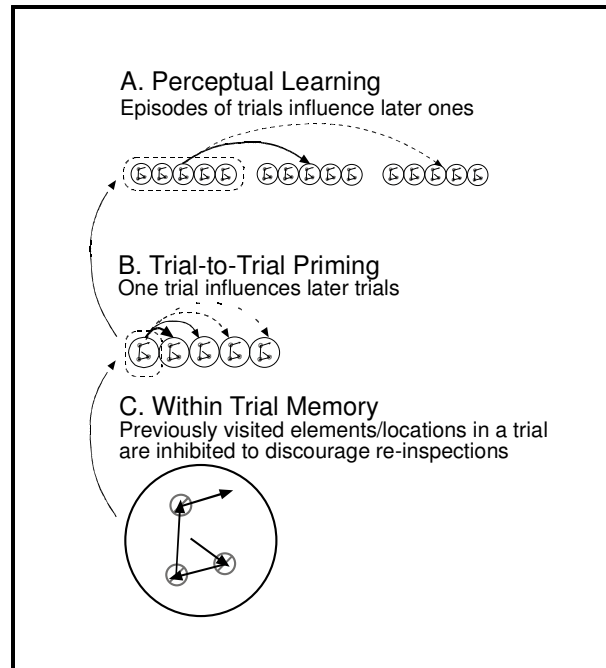 A. Perceptual Learning
Episodes of trials influence later ones
B. Trial-to-Trial Priming
One trial influences later trials
C. Within Trial Memory
Previously visited elements/locations in a trial
are inhibited to discourage re-inspections